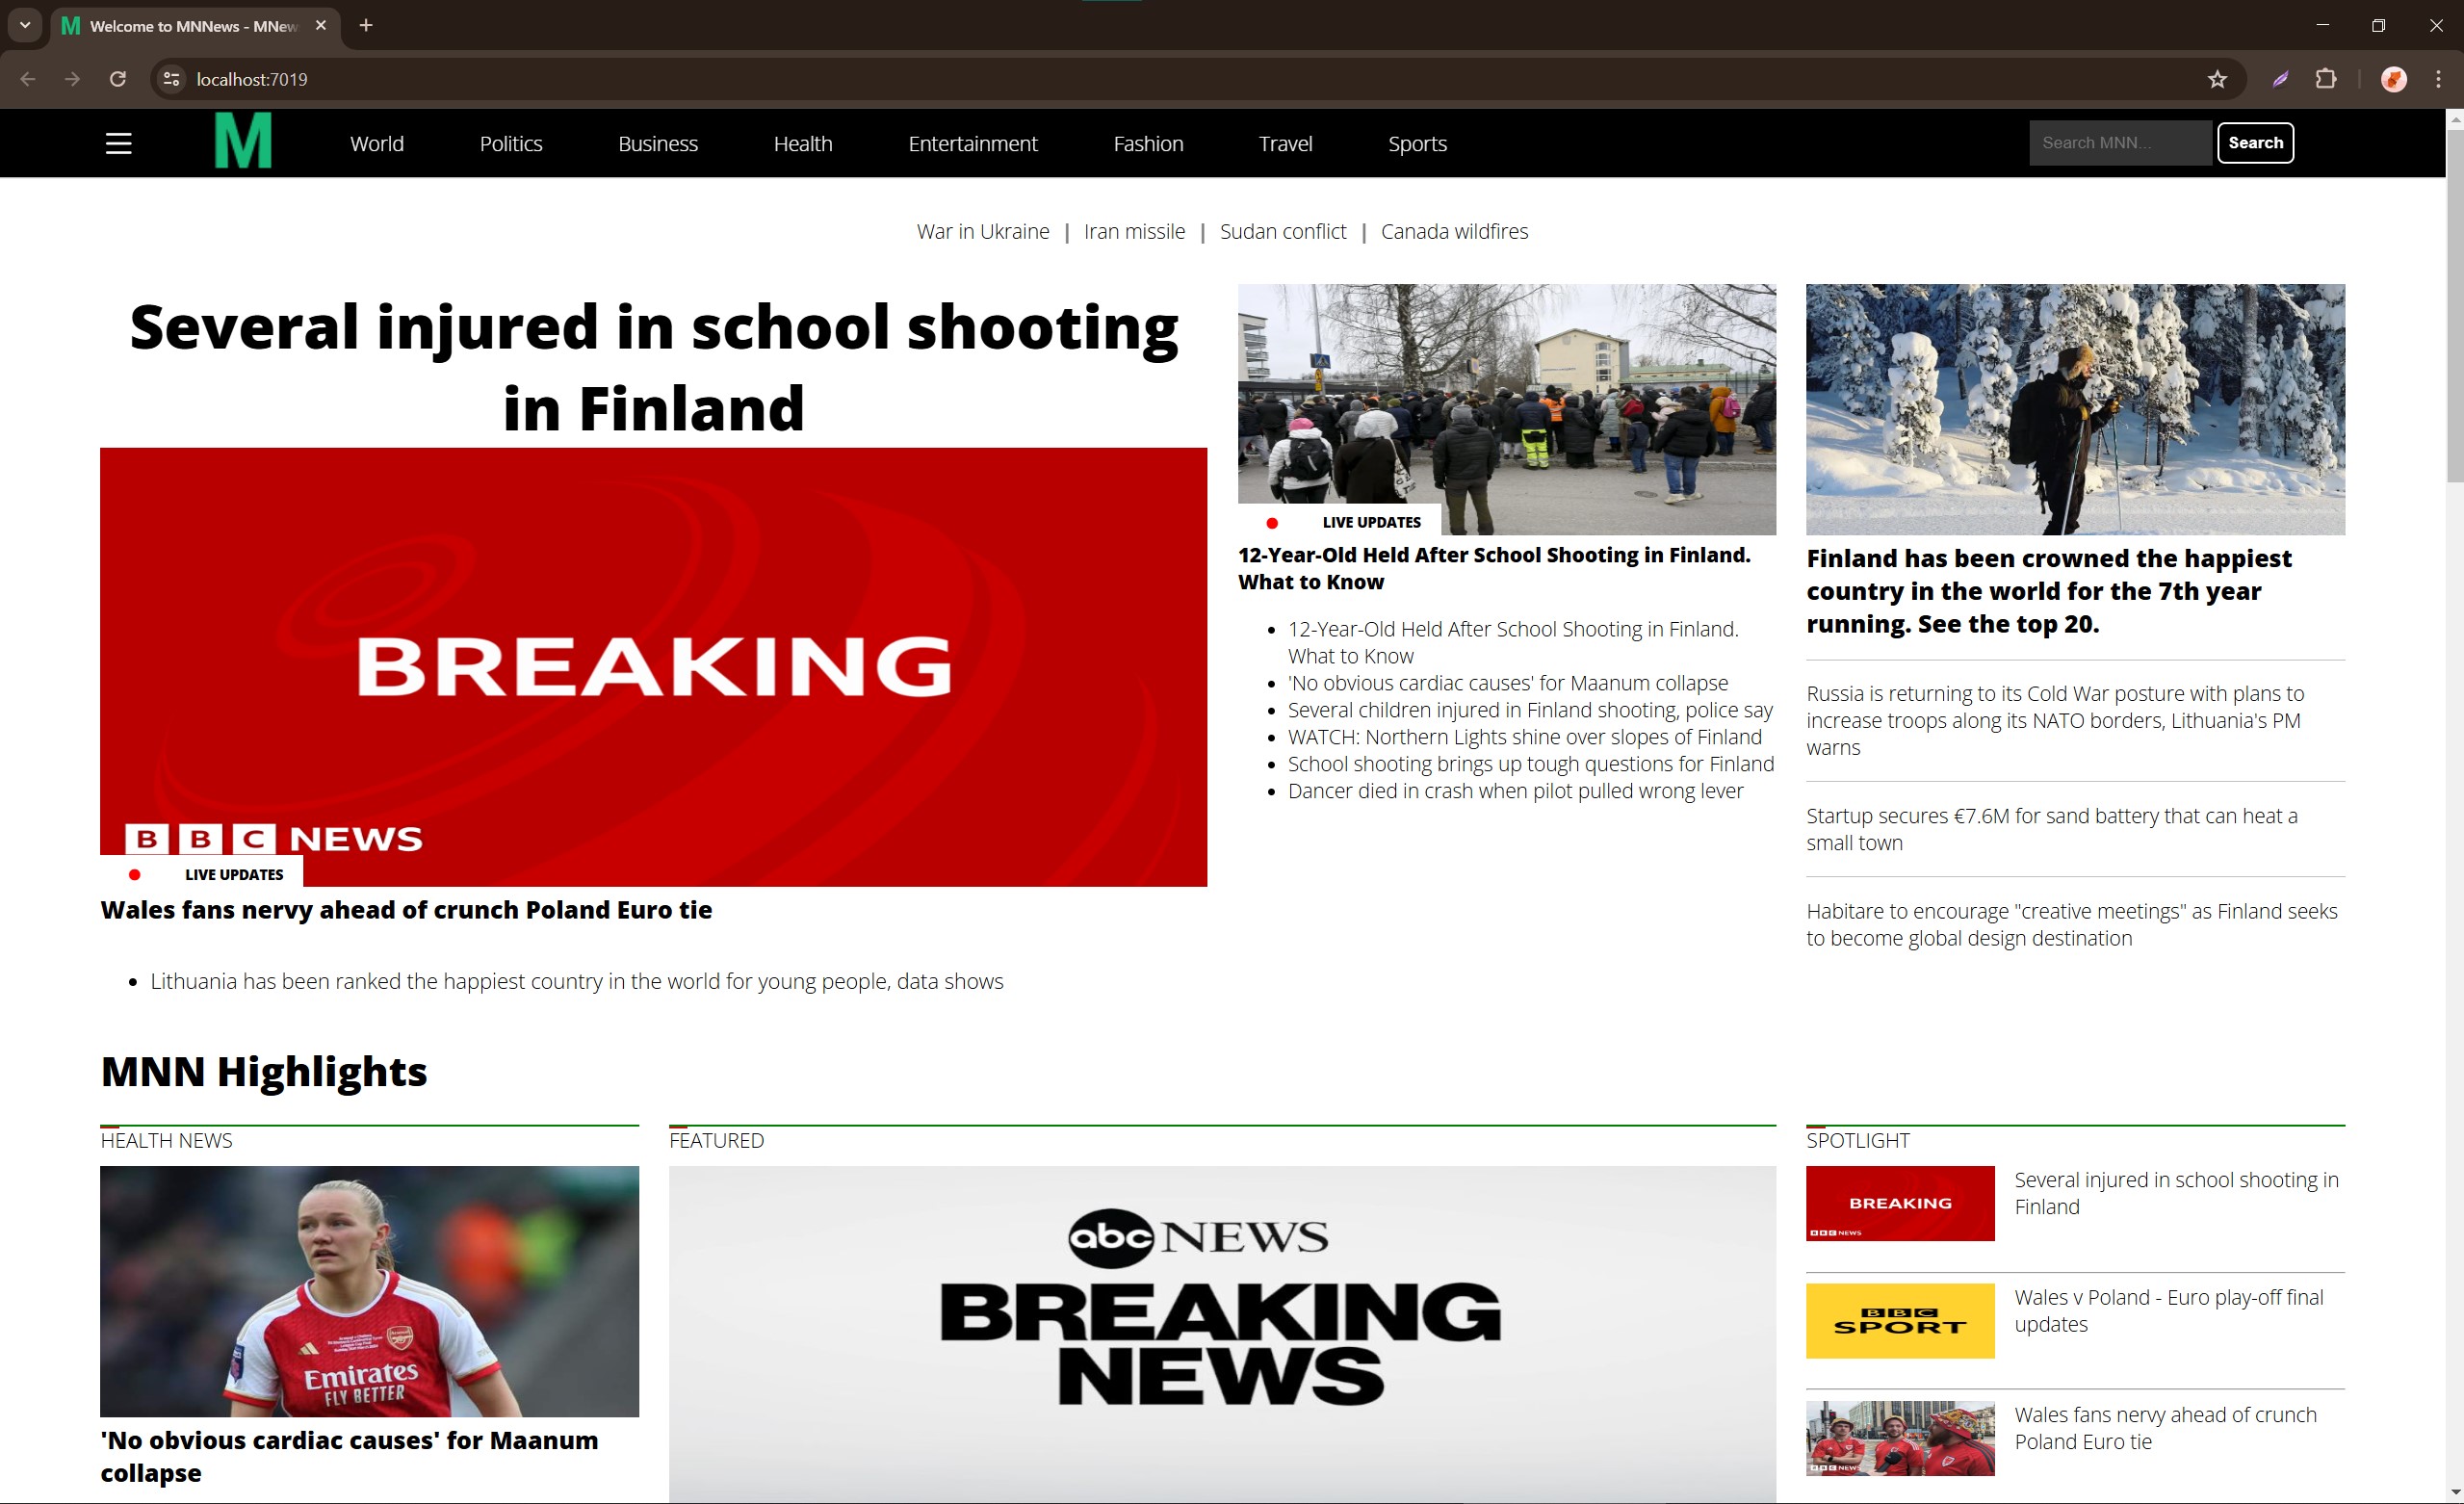 Welcome to MNNews - MNew
localhost:7019
M
World Politics Business Health Entertainment Fashion Travel Sports
Search MNN...
Search
War in Ukraine | Iran missile | Sudan conflict | Canada wildfires
Several injured in school shooting
in Finland
BREAKING
BBC NEWS
LIVE UPDATES
Wales fans nervy ahead of crunch Poland Euro tie
Lithuania has been ranked the happiest country in the world for young people, data shows
LIVE UPDATES
12-Year-Old Held After School Shooting in Finland.
What to Know
12-Year-Old Held After School Shooting in Finland.
What to Know
'No obvious cardiac causes' for Maanum collapse
Several children injured in Finland shooting, police say
WATCH: Northern Lights shine over slopes of Finland
School shooting brings up tough questions for Finland
Dancer died in crash when pilot pulled wrong lever
Finland has been crowned the happiest
country in the world for the 7th year
running. See the top 20.
Russia is returning to its Cold War posture with plans to
increase troops along its NATO borders, Lithuania's PM
warns
Startup secures €7.6M for sand battery that can heat a
small town
Habitare to encourage "creative meetings" as Finland seeks
to become global design destination
MNN Highlights
HEALTH NEWS
Emirates
FLY BETTER
'No obvious cardiac causes' for Maanum
collapse
FEATURED
abc NEWS
BREAKING
NEWS
SPOTLIGHT
BREAKING
BBC NEWS
Several injured in school shooting in
Finland
BBC
SPORT
Wales v Poland - Euro play-off final
updates
BBC NEWS
Wales fans nervy ahead of crunch
Poland Euro tie